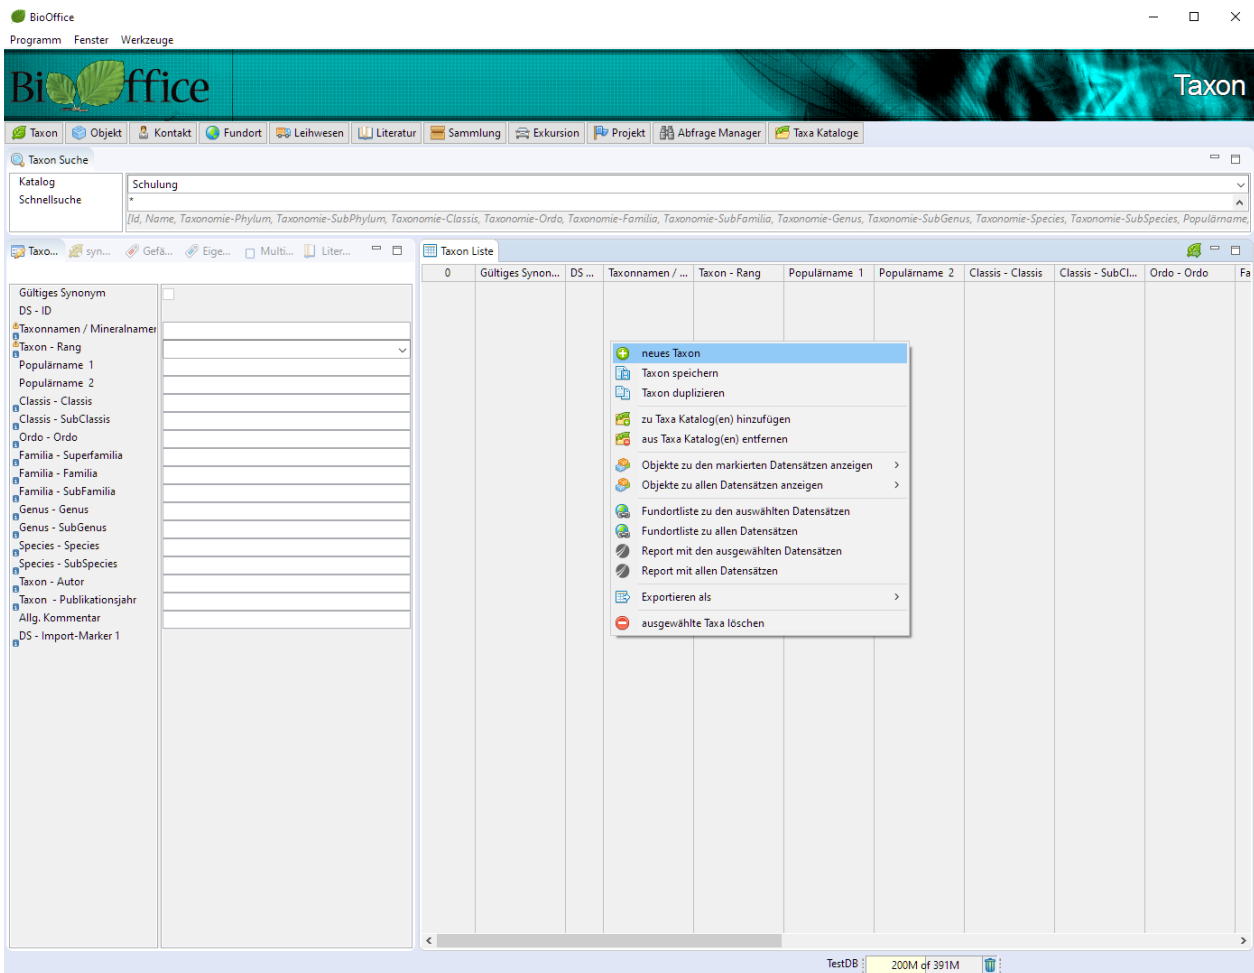 BioOffice
Programm Fenster Werkzeuge
BioOffice
Taxon
Taxon Objekt Kontakt Fundort Leihwesen Literatur Sammlung Exkursion Projekt Abfrage Manager Taxa Kataloge
Taxon Suche
Katalog Schulung
Schnellsuche *
[Id, Name, Taxonomie-Phylum, Taxonomie-SubPhylum, Taxonomie-Classis, Taxonomie-Ordo, Taxonomie-Familia, Taxonomie-SubFamilia, Taxonomie-Genus, Taxonomie-SubGenus, Taxonomie-Species, Taxonomie-SubSpecies, Populärname,
Taxo... syn... Gefä... Eige... Multi... Liter...
Taxon Liste
0 Gültiges Synon... DS ... Taxonnamen / ... Taxon - Rang Populärname 1 Populärname 2 Classis - Classis Classis - SubCl... Ordo - Ordo Fa
Gültiges Synonym
DS - ID
Taxonnamen / Mineralnamen
Taxon - Rang
Populärname 1
Populärname 2
Classis - Classis
Classis - SubClassis
Ordo - Ordo
Familia - Superfamilia
Familia - Familia
Familia - SubFamilia
Genus - Genus
Genus - SubGenus
Species - Species
Species - SubSpecies
Taxon - Autor
Taxon - Publikationsjahr
Allg. Kommentar
DS - Import-Marker 1
neues Taxon
Taxon speichern
Taxon duplizieren
zu Taxa Katalog(en) hinzufügen
aus Taxa Katalog(en) entfernen
Objekte zu den markierten Datensätzen anzeigen
Objekte zu allen Datensätzen anzeigen
Fundortliste zu den auswählten Datensätzen
Fundortliste zu allen Datensätzen
Report mit den ausgewählten Datensätzen
Report mit allen Datensätzen
Exportieren als
ausgewählte Taxa löschen
TestDB 200M of 391M